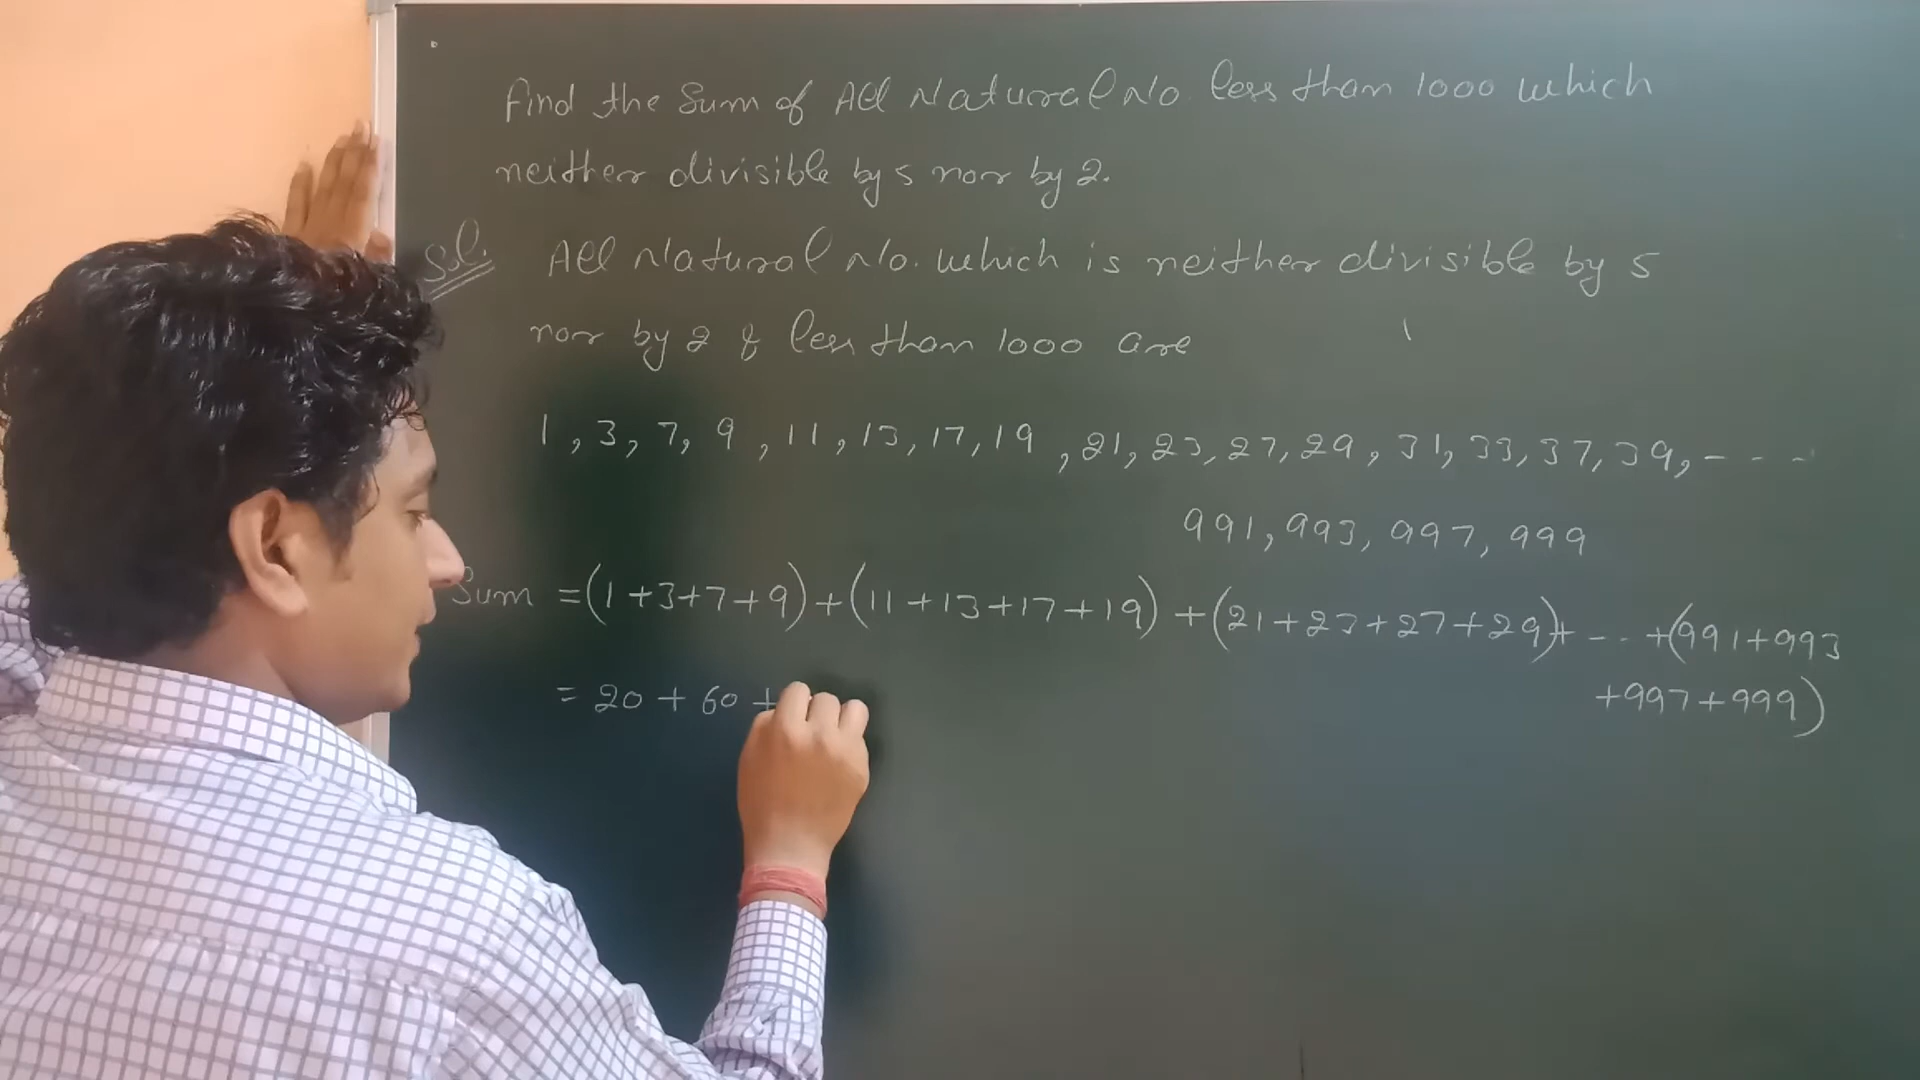 Find the Sum of All Natural No. less than 1000 which
neither divisible by 5 nor by 2.
Sol. All Natural No. which is neither divisible by 5
nor by 2 & less than 1000 are
1, 3, 7, 9, 11, 13, 17, 19, 21, 23, 27, 29, 31, 33, 37, 39, - - - -
991, 993, 997, 999
Sum = (1+3+7+9) + (11+13+17+19) + (21+23+27+29) + --- + (991+993
+997+999)
= 20 + 60 +